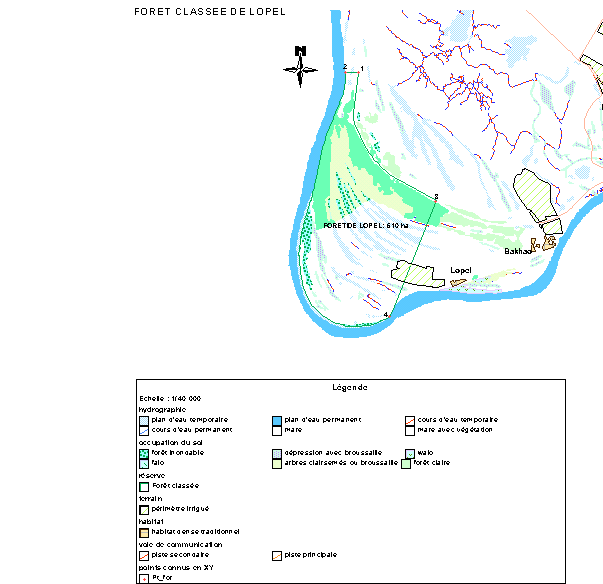 FORET CLASSEE DE LOPEL
N
2
1
3
FORET DE LOPEL : 610 ha
Bakhao
Lopel
4
Légende
Echelle : 1/40 000
hydrographie
plan d'eau temporaire plan d'eau permanent cours d'eau temporaire
cours d'eau permanent mare mare avec végétation
occupation du sol
forêt inondable dépression avec broussaille walo
falo arbres clairsemés ou broussaille forêt claire
réserve
Forêt classée
terrain
périmètre irrigué
habitat
habitat dense traditionnel
voie de communication
piste secondaire piste principale
points connus en XY
Pt_for